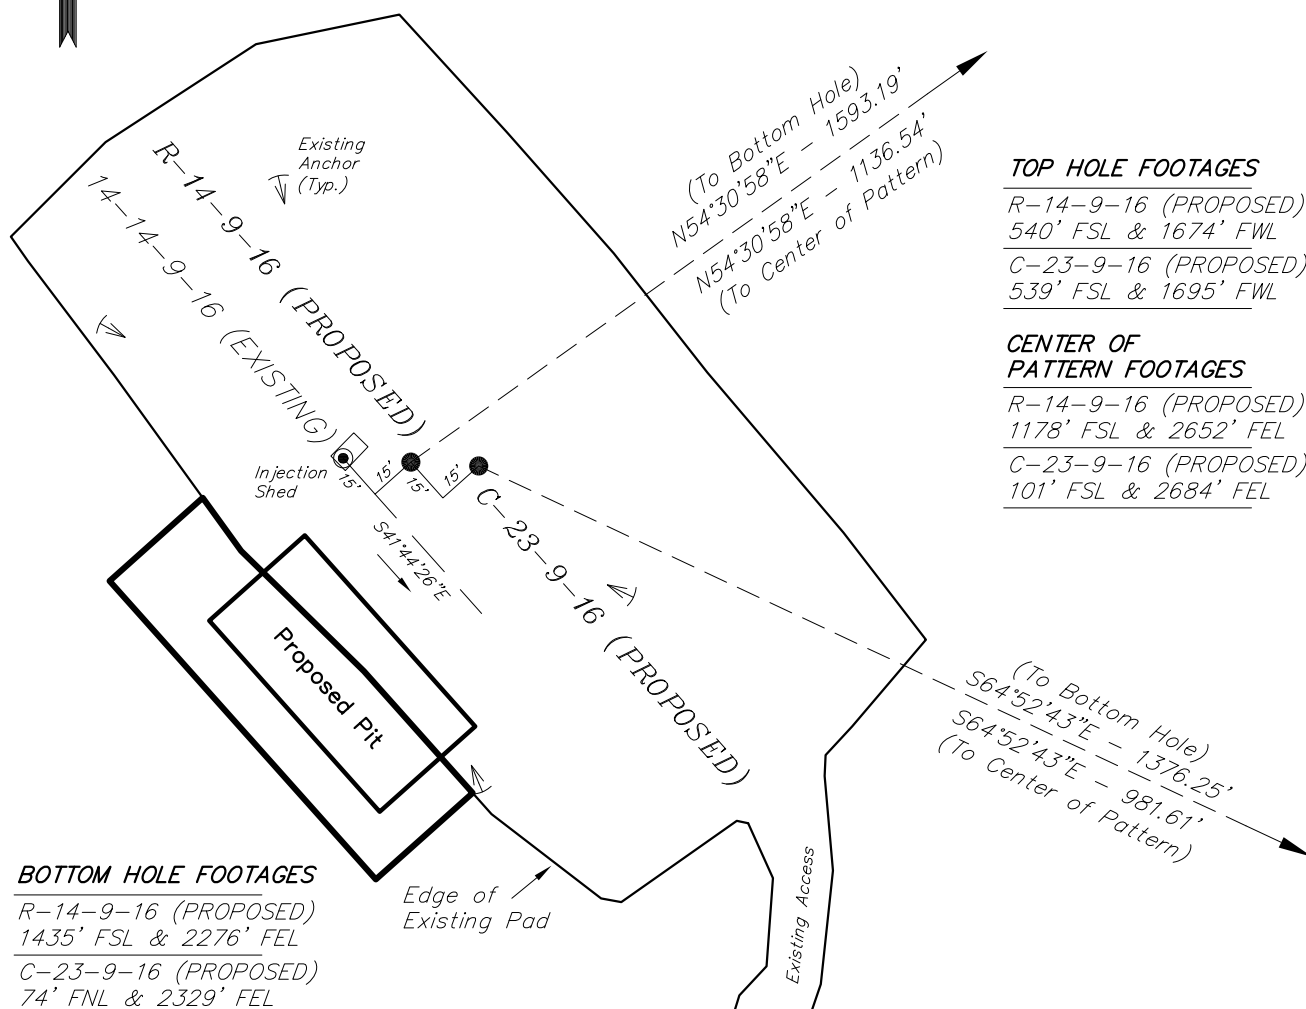 Existing
Anchor
(Typ.)
R-14-9-16 (PROPOSED)
14-14-9-16 (EXISTING)
(To Bottom Hole)
N54°30'58"E - 1593.19'
N54°30'58"E - 1136.54'
(To Center of Pattern)
TOP HOLE FOOTAGES
R-14-9-16 (PROPOSED)
540' FSL & 1674' FWL
C-23-9-16 (PROPOSED)
539' FSL & 1695' FWL
CENTER OF
PATTERN FOOTAGES
R-14-9-16 (PROPOSED)
1178' FSL & 2652' FEL
C-23-9-16 (PROPOSED)
101' FSL & 2684' FEL
Injection
Shed
15'
15'
15'
15'
S41°44'26"E
C-23-9-16 (PROPOSED)
Proposed Pit
(To Bottom Hole)
S64°52'43"E - 1376.25'
S64°52'43"E - 981.61'
(To Center of Pattern)
Existing Access
Edge of
Existing Pad
BOTTOM HOLE FOOTAGES
R-14-9-16 (PROPOSED)
1435' FSL & 2276' FEL
C-23-9-16 (PROPOSED)
74' FNL & 2329' FEL